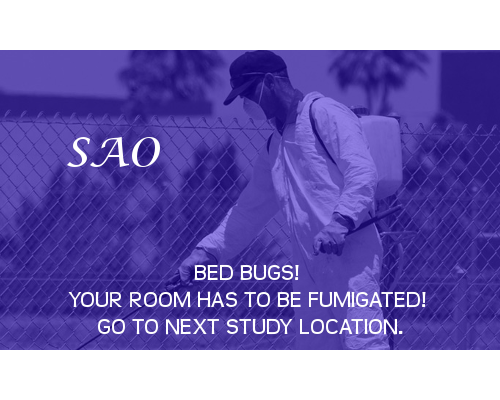 SAO
BED BUGS!
YOUR ROOM HAS TO BE FUMIGATED!
GO TO NEXT STUDY LOCATION.